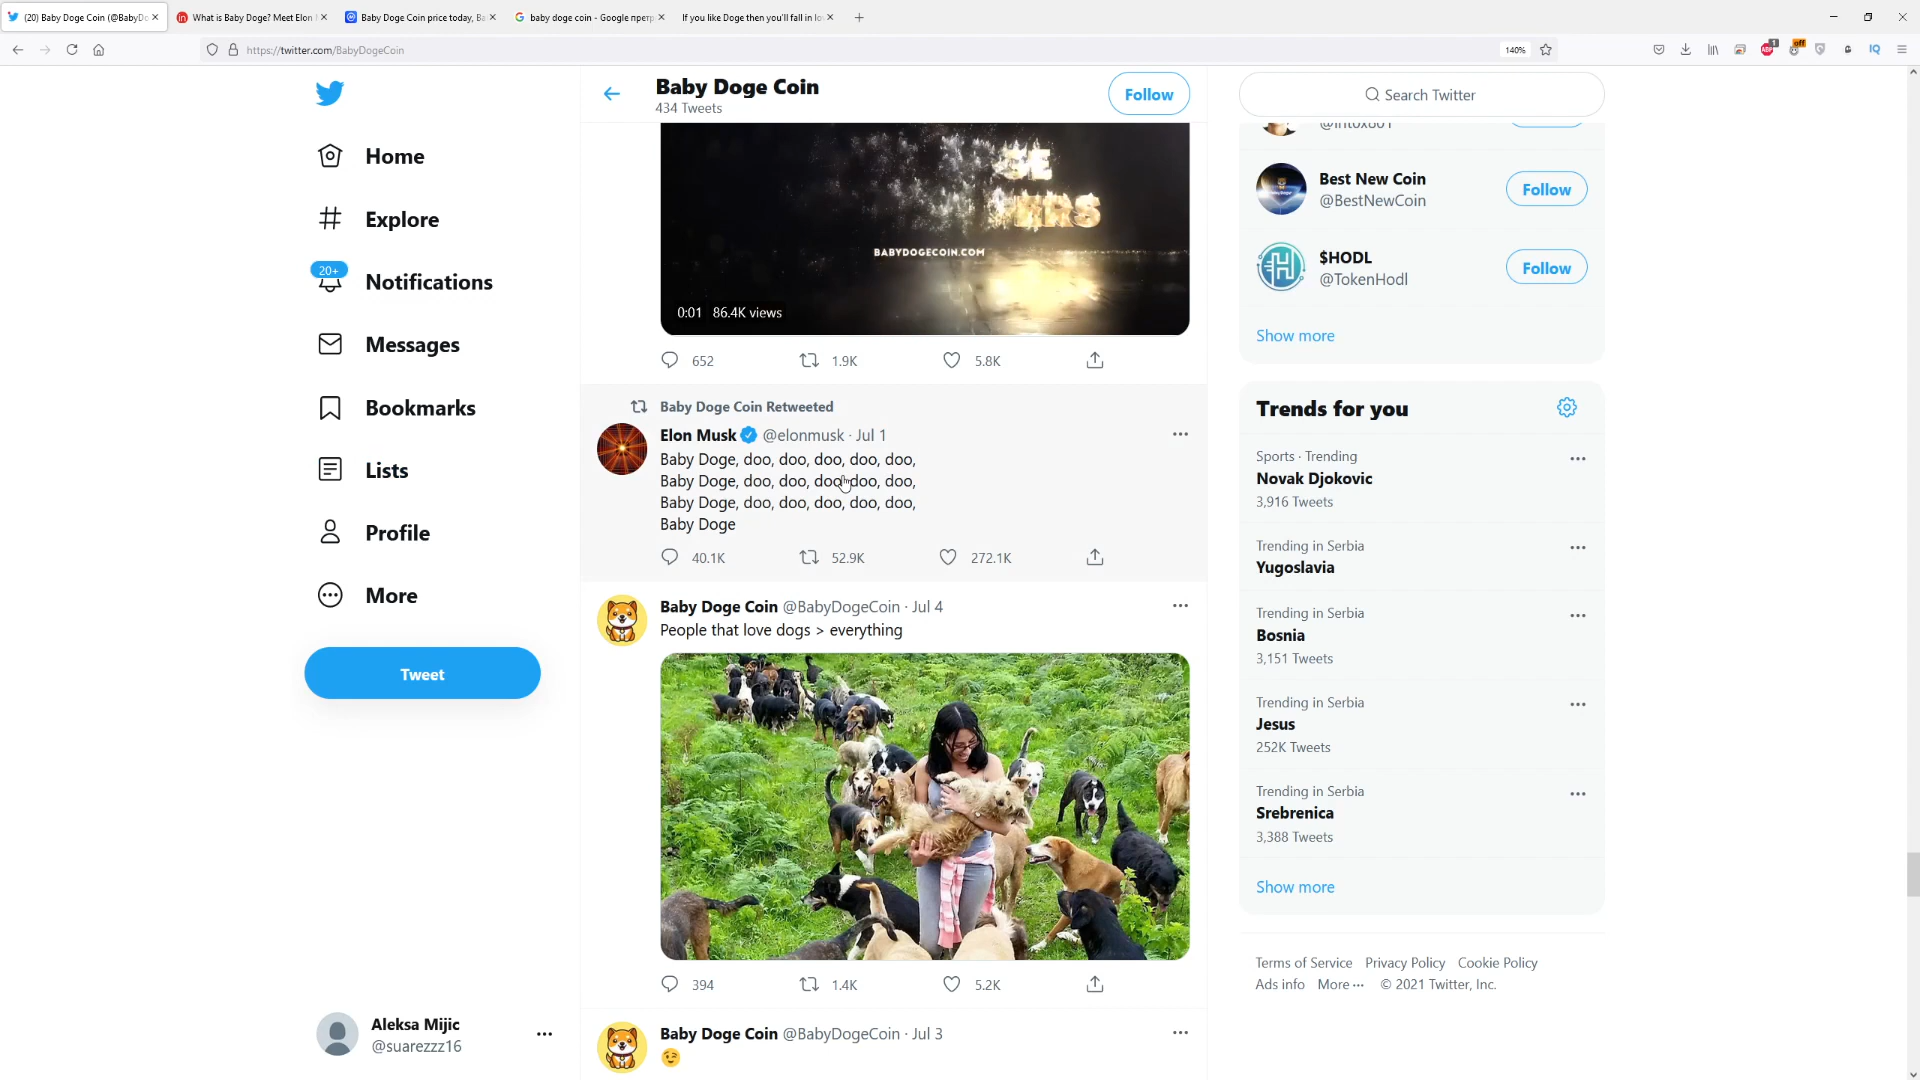 (20) Baby Doge Coin (@BabyDo
What is Baby Doge? Meet Elon
Baby Doge Coin price today, Ba
baby doge coin - Google претр
If you like Doge then you'll fall in lo
https://twitter.com/BabyDogeCoin
140%
ABP
1
off
IQ
Home
Explore
20+
Notifications
Messages
Bookmarks
Lists
Profile
More
Tweet
Aleksa Mijic
@suarezzz16
Baby Doge Coin
434 Tweets
Follow
BABYDOGECOIN.COM
0:01 86.4K views
652
1.9K
5.8K
Baby Doge Coin Retweeted
Elon Musk @elonmusk · Jul 1
Baby Doge, doo, doo, doo, doo, doo,
Baby Doge, doo, doo, doo, doo, doo,
Baby Doge, doo, doo, doo, doo, doo,
Baby Doge
40.1K
52.9K
272.1K
Baby Doge Coin @BabyDogeCoin · Jul 4
People that love dogs > everything
394
1.4K
5.2K
Baby Doge Coin @BabyDogeCoin · Jul 3
Search Twitter
Best New Coin
@BestNewCoin
Follow
$HODL
@TokenHodl
Follow
Show more
Trends for you
Sports · Trending
Novak Djokovic
3,916 Tweets
Trending in Serbia
Yugoslavia
Trending in Serbia
Bosnia
3,151 Tweets
Trending in Serbia
Jesus
252K Tweets
Trending in Serbia
Srebrenica
3,388 Tweets
Show more
Terms of Service Privacy Policy Cookie Policy
Ads info More ··· © 2021 Twitter, Inc.